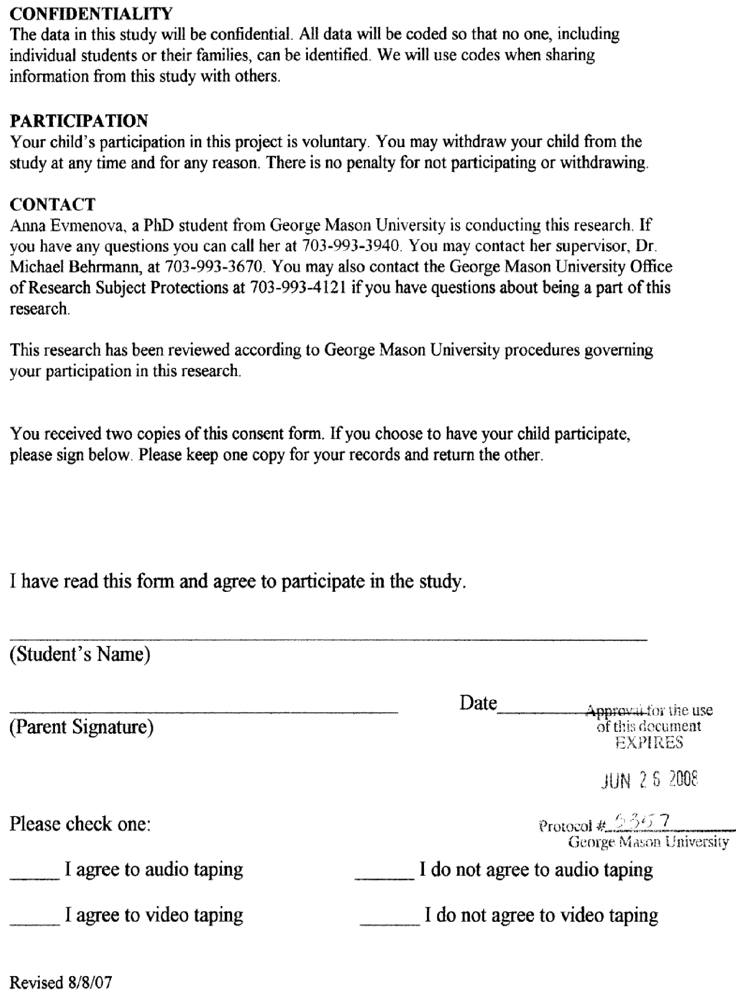 CONFIDENTIALITY
The data in this study will be confidential. All data will be coded so that no one, including
individual students or their families, can be identified. We will use codes when sharing
information from this study with others.
PARTICIPATION
Your child's participation in this project is voluntary. You may withdraw your child from the
study at any time and for any reason. There is no penalty for not participating or withdrawing.
CONTACT
Anna Evmenova, a PhD student from George Mason University is conducting this research. If
you have any questions you can call her at 703-993-3940. You may contact her supervisor, Dr.
Michael Behrmann, at 703-993-3670. You may also contact the George Mason University Office
of Research Subject Protections at 703-993-4121 if you have questions about being a part of this
research.
This research has been reviewed according to George Mason University procedures governing
your participation in this research.
You received two copies of this consent form. If you choose to have your child participate,
please sign below. Please keep one copy for your records and return the other.
I have read this form and agree to participate in the study.
(Student's Name)
Date
(Parent Signature)
Approval for the use
of this document
EXPIRES
JUN 26 2008
Please check one:
Protocol # 5357
George Mason University
I agree to audio taping I do not agree to audio taping
I agree to video taping I do not agree to video taping
Revised 8/8/07